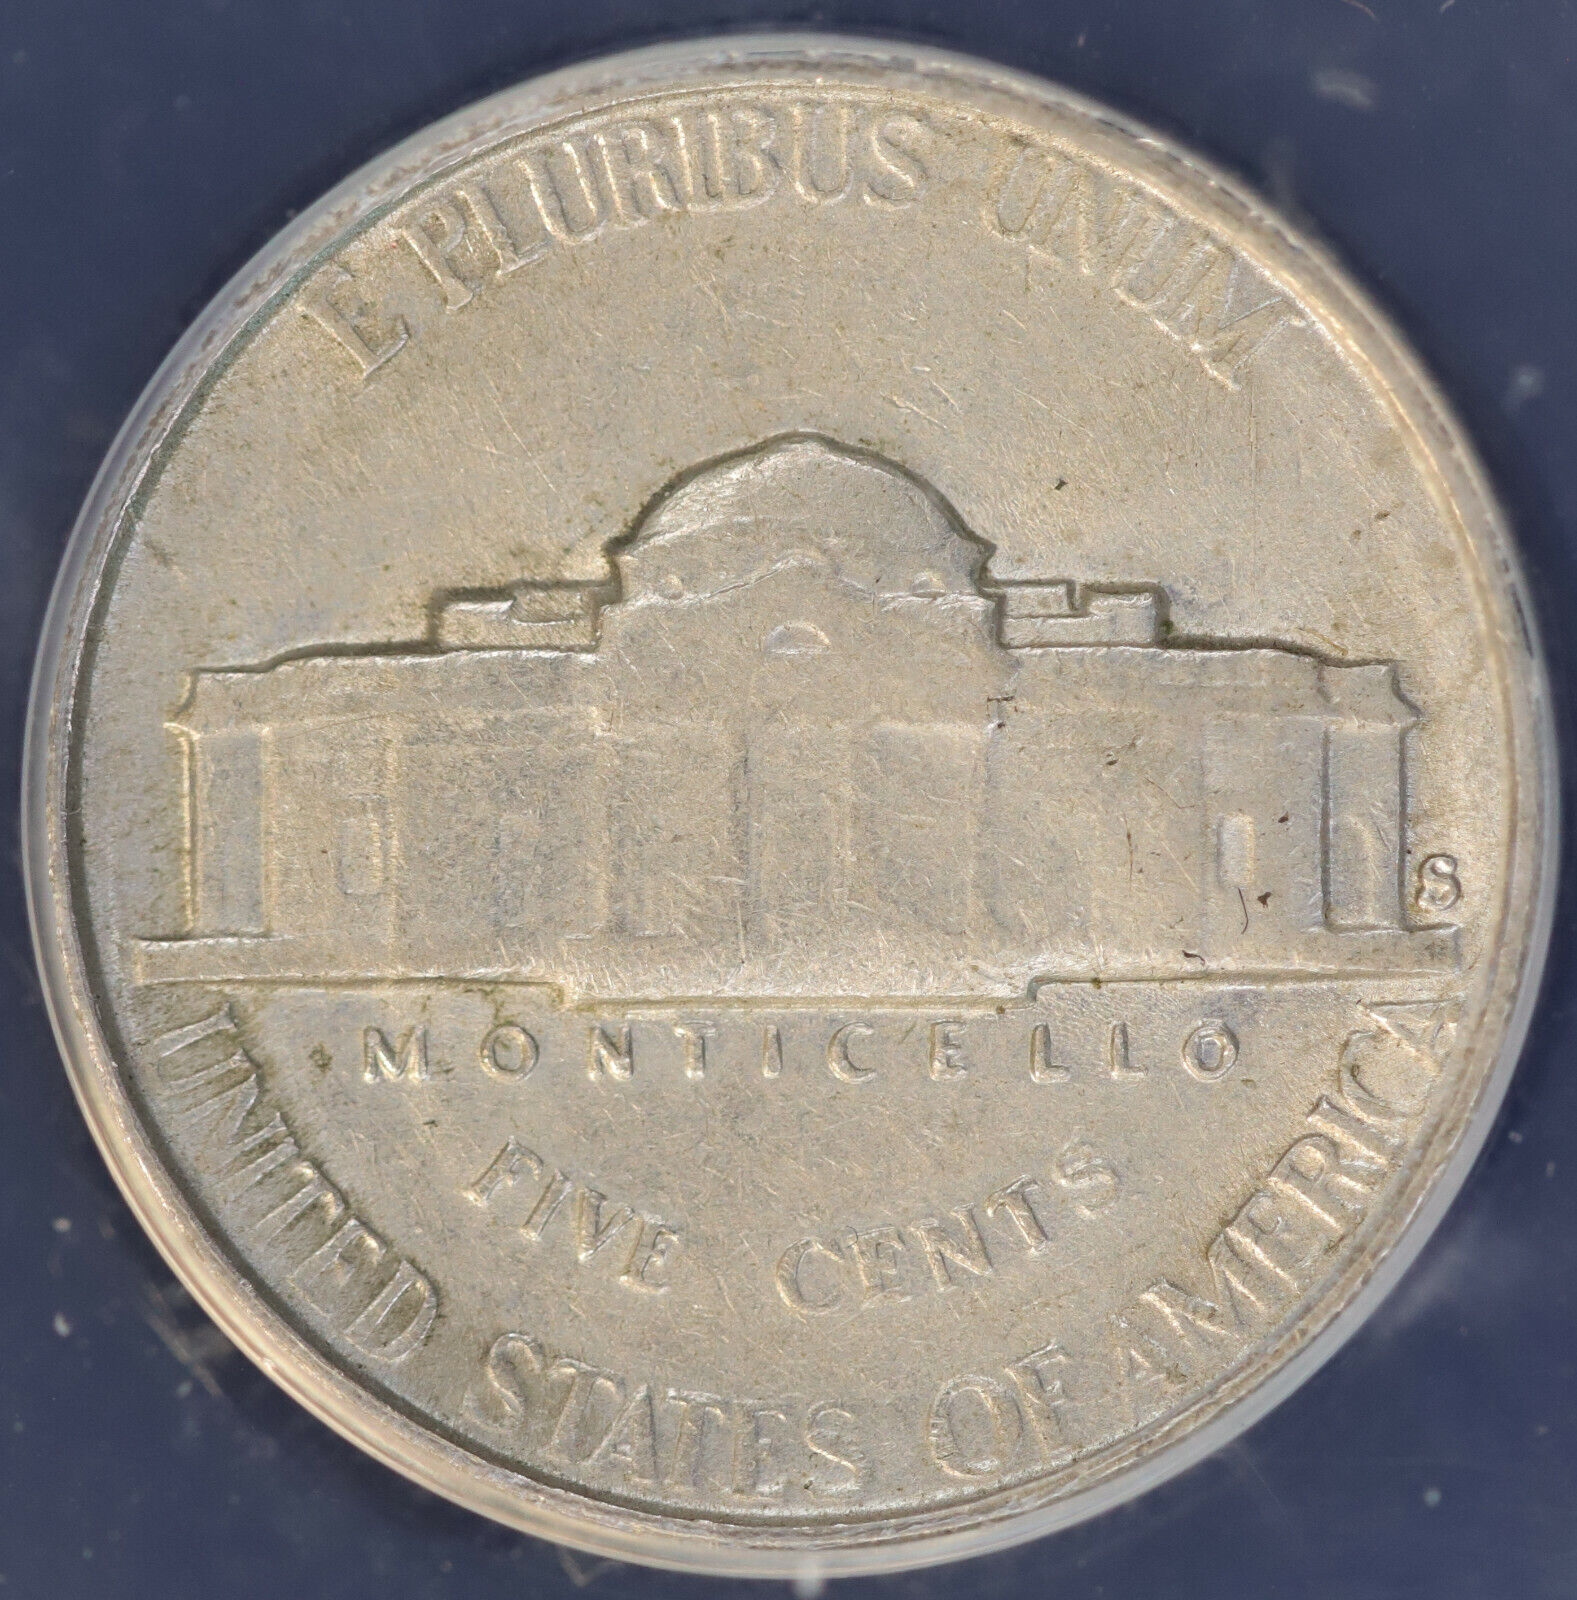 E PLURIBUS UNUM
S
MONTICELLO
FIVE CENTS
UNITED STATES OF AMERICA